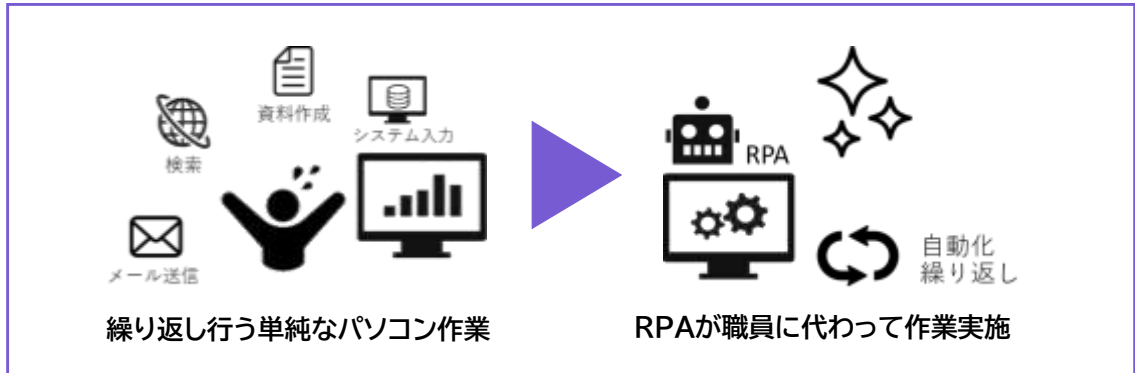 資料作成
システム入力
検索
メール送信
繰り返し行う単純なパソコン作業
RPA
自動化
繰り返し
RPAが職員に代わって作業実施